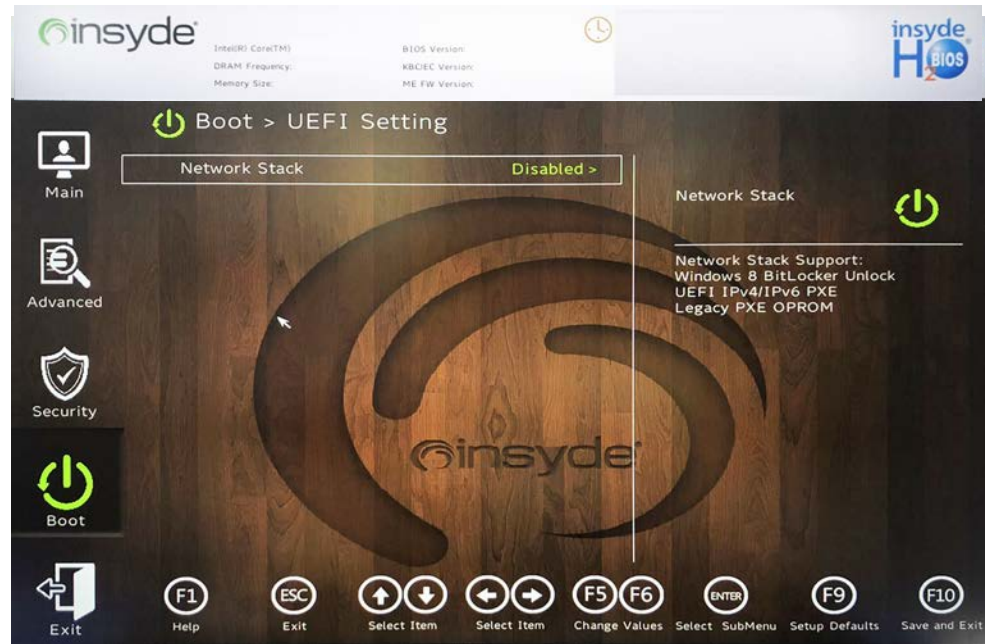 insyde
Intel(R) Core(TM)
DRAM Frequency:
Memory Size:
BIOS Version:
KBC/EC Version:
ME FW Version:
insyde
H2BIOS
Boot > UEFI Setting
Network Stack Disabled >
Main
Advanced
Security
Boot
Exit
Network Stack
Network Stack Support:
Windows 8 BitLocker Unlock
UEFI IPv4/IPv6 PXE
Legacy PXE OPROM
insyde
F1 Help
ESC Exit
Select Item
Select Item
F5 F6 Change Values
ENTER Select SubMenu
F9 Setup Defaults
F10 Save and Exit